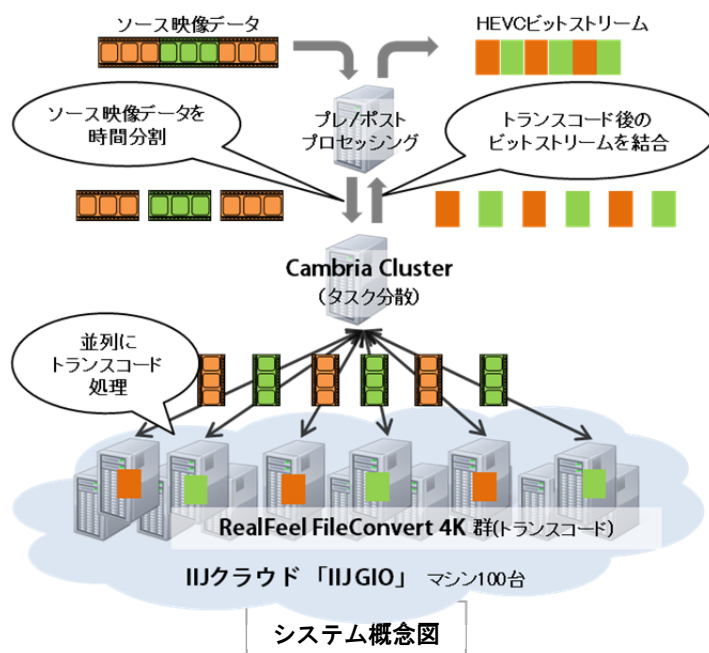 ソース映像データ
HEVCビットストリーム
ソース映像データを
時間分割
プレ/ポスト
プロセッシング
トランスコード後の
ビットストリームを結合
Cambria Cluster
(タスク分散)
並列に
トランスコード
処理
RealFeel FileConvert 4K 群(トランスコード)
IIJクラウド 「IIJ GIO」 マシン100台
システム概念図